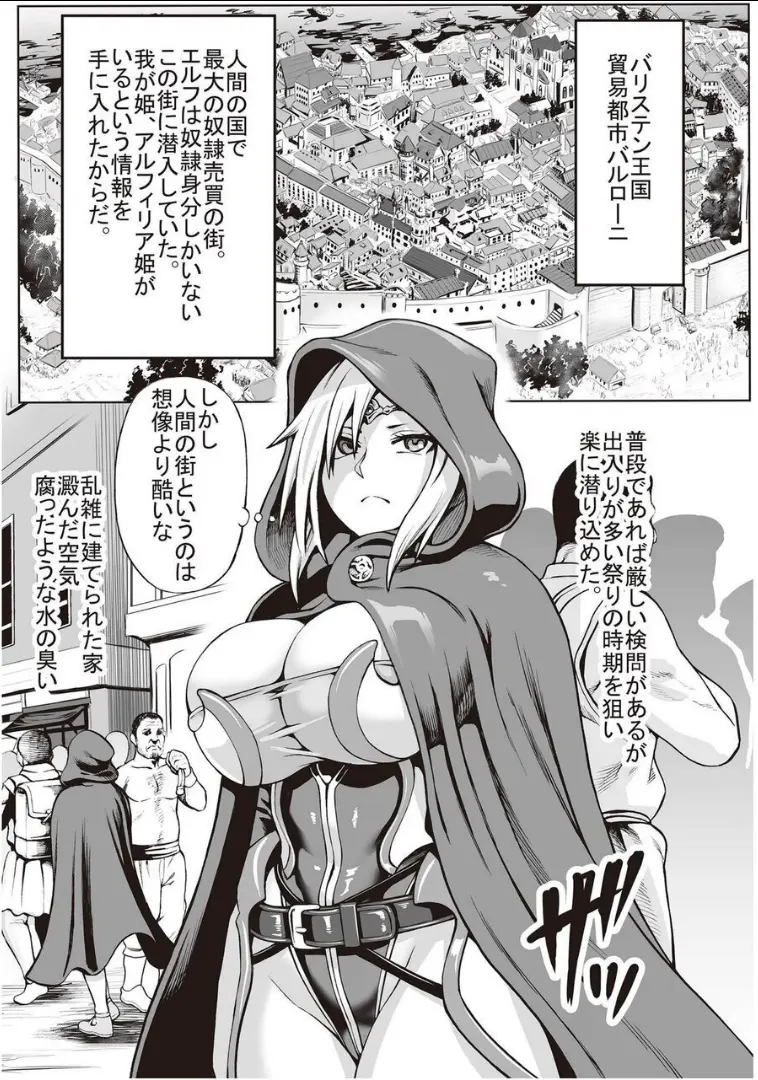 バリステン王国
貿易都市バルローニ
人間の国で
最大の奴隷売買の街。
エルフは奴隷身分しかいない
この街に潜入していた。
我が姫、アルフィリア姫が
いるという情報を
手に入れたからだ。
普段であれば厳しい検問があるが
出入りが多い祭りの時期を狙い
楽に潜り込めた。
しかし
人間の街というのは
想像より酷いな
乱雑に建てられた家
澱んだ空気
腐ったような水の臭い
ザッ